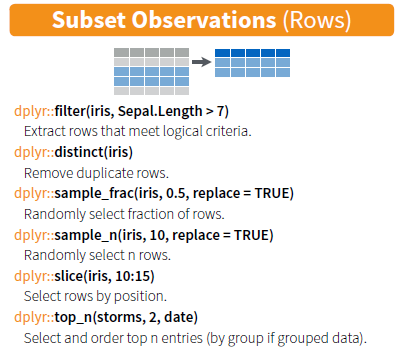 Subset Observations (Rows)
dplyr::filter(iris, Sepal.Length > 7)
Extract rows that meet logical criteria.
dplyr::distinct(iris)
Remove duplicate rows.
dplyr::sample_frac(iris, 0.5, replace = TRUE)
Randomly select fraction of rows.
dplyr::sample_n(iris, 10, replace = TRUE)
Randomly select n rows.
dplyr::slice(iris, 10:15)
Select rows by position.
dplyr::top_n(storms, 2, date)
Select and order top n entries (by group if grouped data).